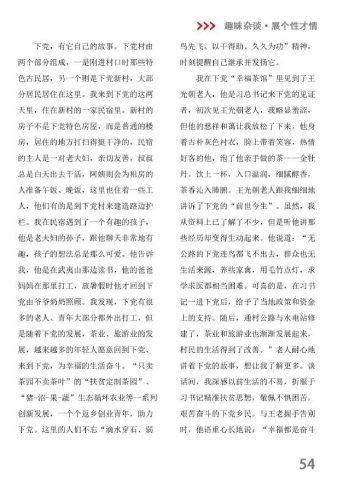 趣味杂谈·展个性才情
下党，有它自己的故事。下党村由
两个部分组成，一是刚进村口时那些特
色古民居，另一个则是下党新村，大部
分居民居住在这里。我来到下党的这两
天里，住在新村的一家民宿里。新村的
房子不是下党特色房屋，而是普通的楼
房，居住的地方打扫得挺干净的，民宿
的主人是一对老夫妇，亲切友善，叔叔
总是白天出去干活，阿姨则会为租房的
人准备午饭、晚饭，这里也住着一些工
人，他们有的是到下党村来建造路边护
栏。我在民宿遇到了一个有趣的孩子，
他是老夫妇的孙子，跟他聊天非常地有
趣，孩子的想法总是那么可爱。他告诉
我，他是在武夷山那边读书，他的爸爸
妈妈在那里打工，放暑假时他才回到下
党由爷爷奶奶照顾。我发现，下党有很
多的老人、青年大部分都外出打工，但
是随着下党的发展，茶业、旅游业的发
展，越来越多的年轻人愿意回到下党、
来到下党，为幸福的生活奋斗。“只卖
茶园不卖茶叶”的“扶贫定制茶园”、
“猪-沼-果-蔬”生态循环农业等一系列
创新发展，一个个返乡创业青年，助力
下党。这里的人们不忘“滴水穿石、弱
鸟先飞、以干得助、久久为功”精神，
时刻提醒自己继承并发扬它。
我在下党“幸福茶馆”里见到了王
光朝老人，他是习总书记来下党的见证
者，初次见王光朝老人，我略显羞涩，
但他的慈祥和蔼让我放松了下来。他身
着古朴灰色衬衣，脸上带着笑容，热情
好客的他，泡了他亲手做的茶——金牡
丹。饮上一杯，入口温润，细腻醇香，
茶香沁入肺腑。王光朝老人跟我细细地
讲诉了下党的“前世今生”。虽然，我
从资料上已了解了不少，但是听他讲那
些经历却变得生动起来。他说道：“无
公路的下党连鸟都飞不出去，群众也无
生活来源，养些家禽，用毛竹点灯，求
学求医都相当困难。可喜的是，在习书
记一进下党后，给予了当地政策和资金
上的支持。随后，通村公路与水电站修
建了，茶业和旅游业也渐渐发展起来，
村民的生活得到了改善。”老人耐心地
讲着下党的故事，想让我了解更多。谈
话间，我深感以前生活的不易，折服于
习书记精准扶贫思想，敬佩不惧困苦、
艰苦奋斗的下党乡民。与王老握手告别
时，他语重心长地说：“幸福都是奋斗
54